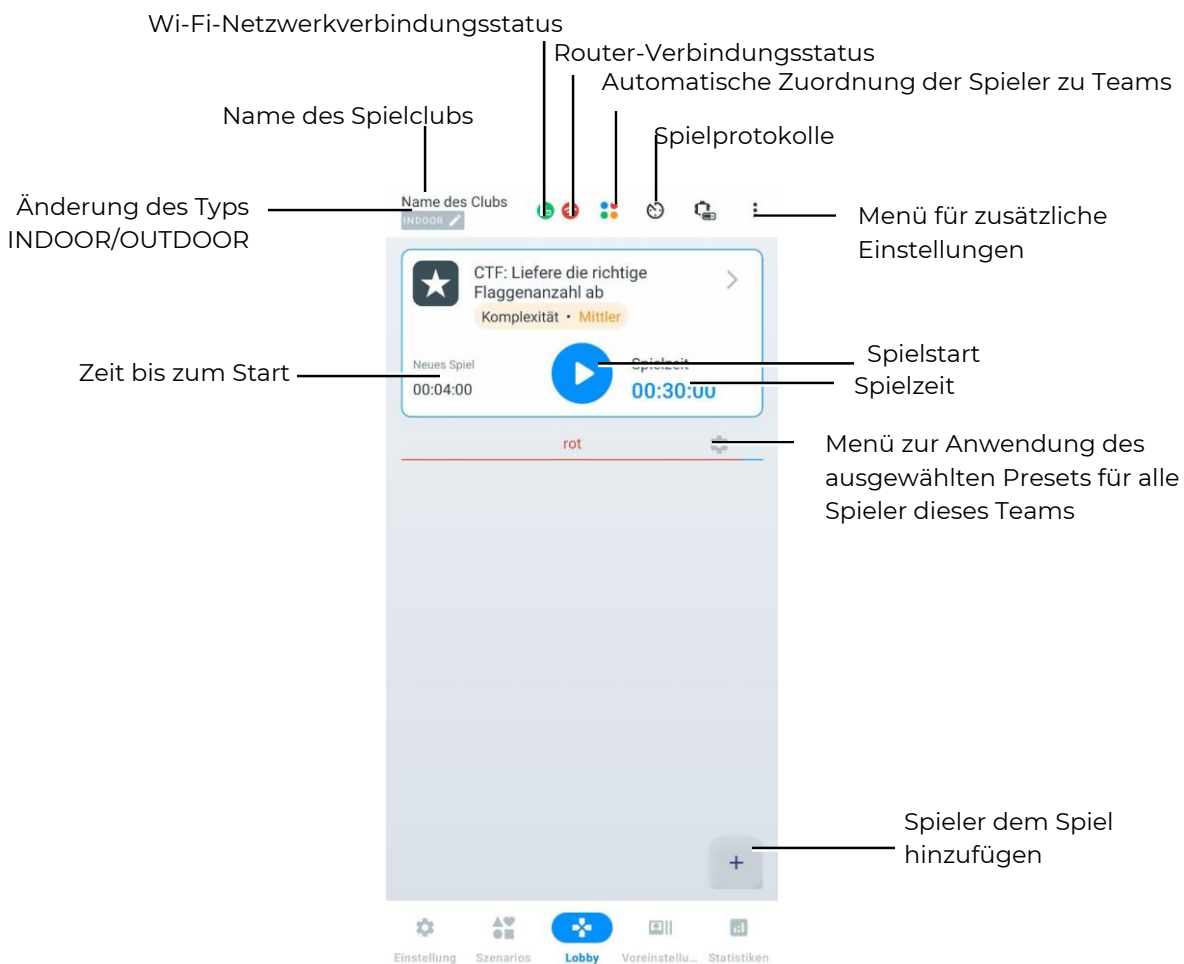 Wi-Fi-Netzwerkverbindungsstatus
Router-Verbindungsstatus
Automatische Zuordnung der Spieler zu Teams
Name des Spielclubs
Spielprotokolle
Änderung des Typs
INDOOR/OUTDOOR
Name des Clubs
INDOOR
Menü für zusätzliche
Einstellungen
CTF: Liefere die richtige
Flaggenanzahl ab
Komplexität • Mittler
Zeit bis zum Start
Neues Spiel
00:04:00
Spielzeit
00:30:00
Spielstart
Spielzeit
rot
Menü zur Anwendung des
ausgewählten Presets für alle
Spieler dieses Teams
Spieler dem Spiel
hinzufügen
+
Einstellung
Szenarios
Lobby
Voreinstellu...
Statistiken